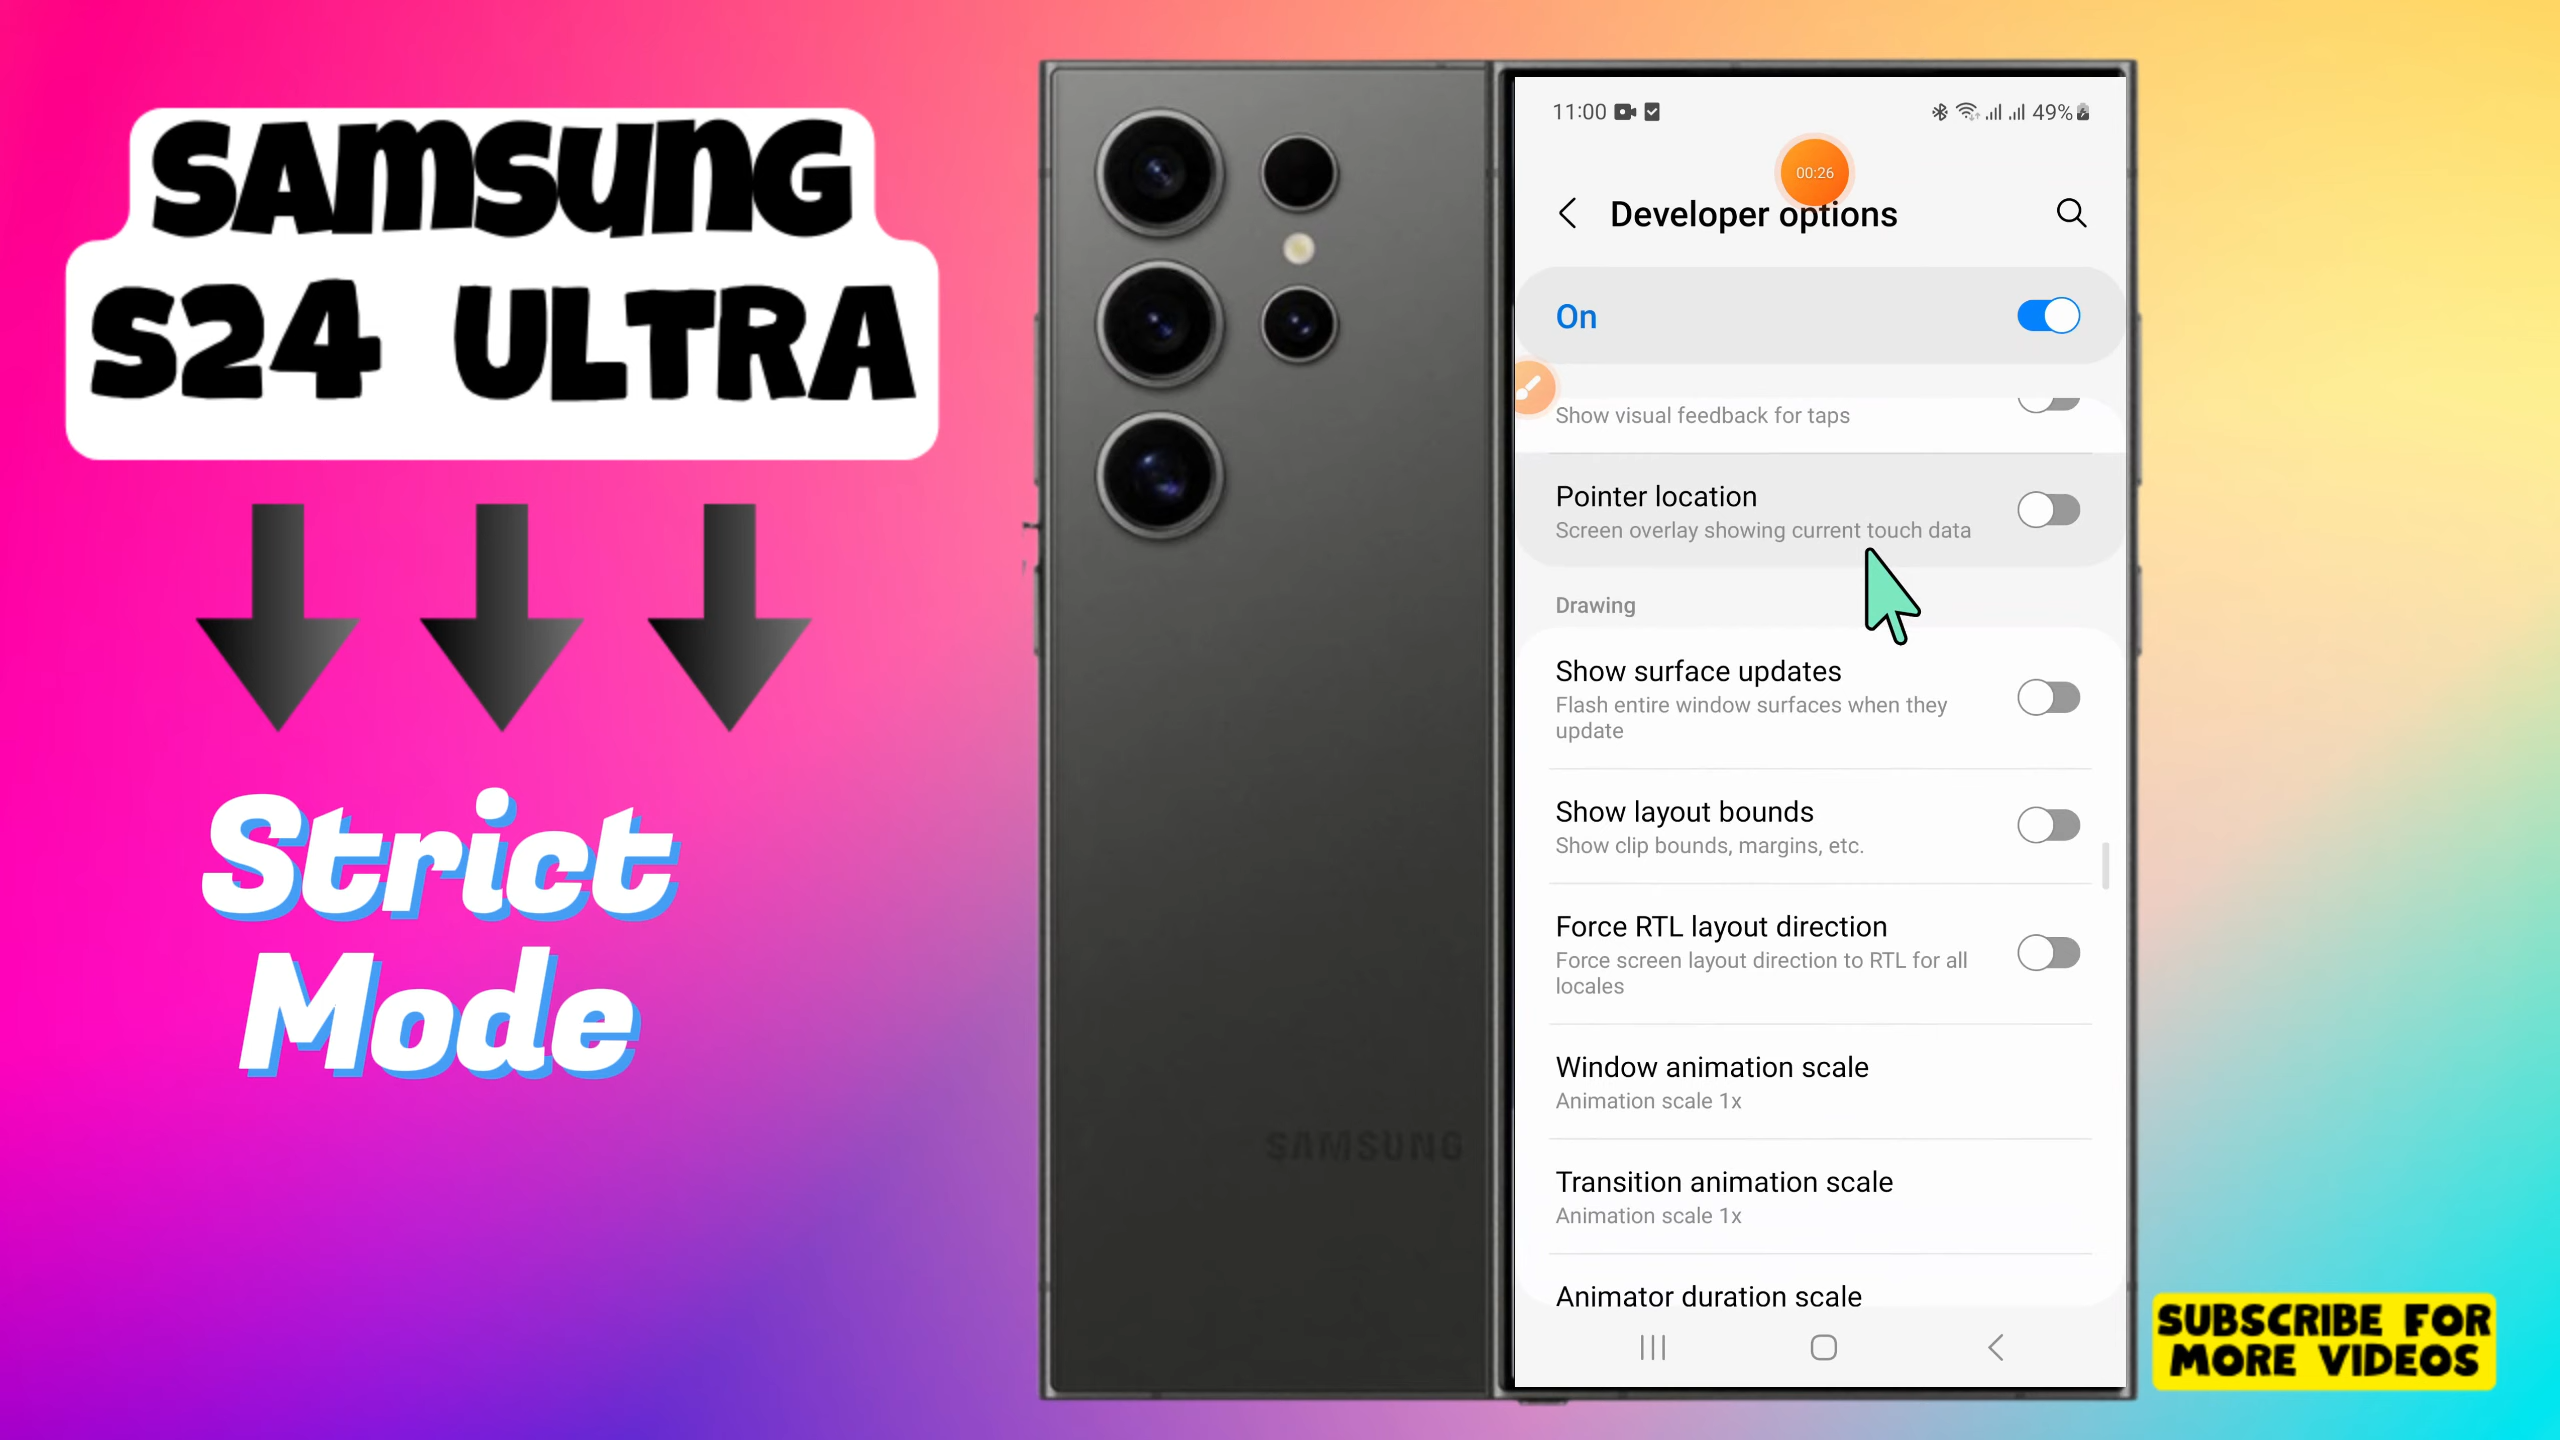 SAMSUNG
S24 ULTRA
Strict
Mode
SAMSUNG
11:00
49%
00:26
Developer options
On
Show visual feedback for taps
Pointer location
Screen overlay showing current touch data
Drawing
Show surface updates
Flash entire window surfaces when they
update
Show layout bounds
Show clip bounds, margins, etc.
Force RTL layout direction
Force screen layout direction to RTL for all
locales
Window animation scale
Animation scale 1x
Transition animation scale
Animation scale 1x
Animator duration scale
SUBSCRIBE FOR
MORE VIDEOS